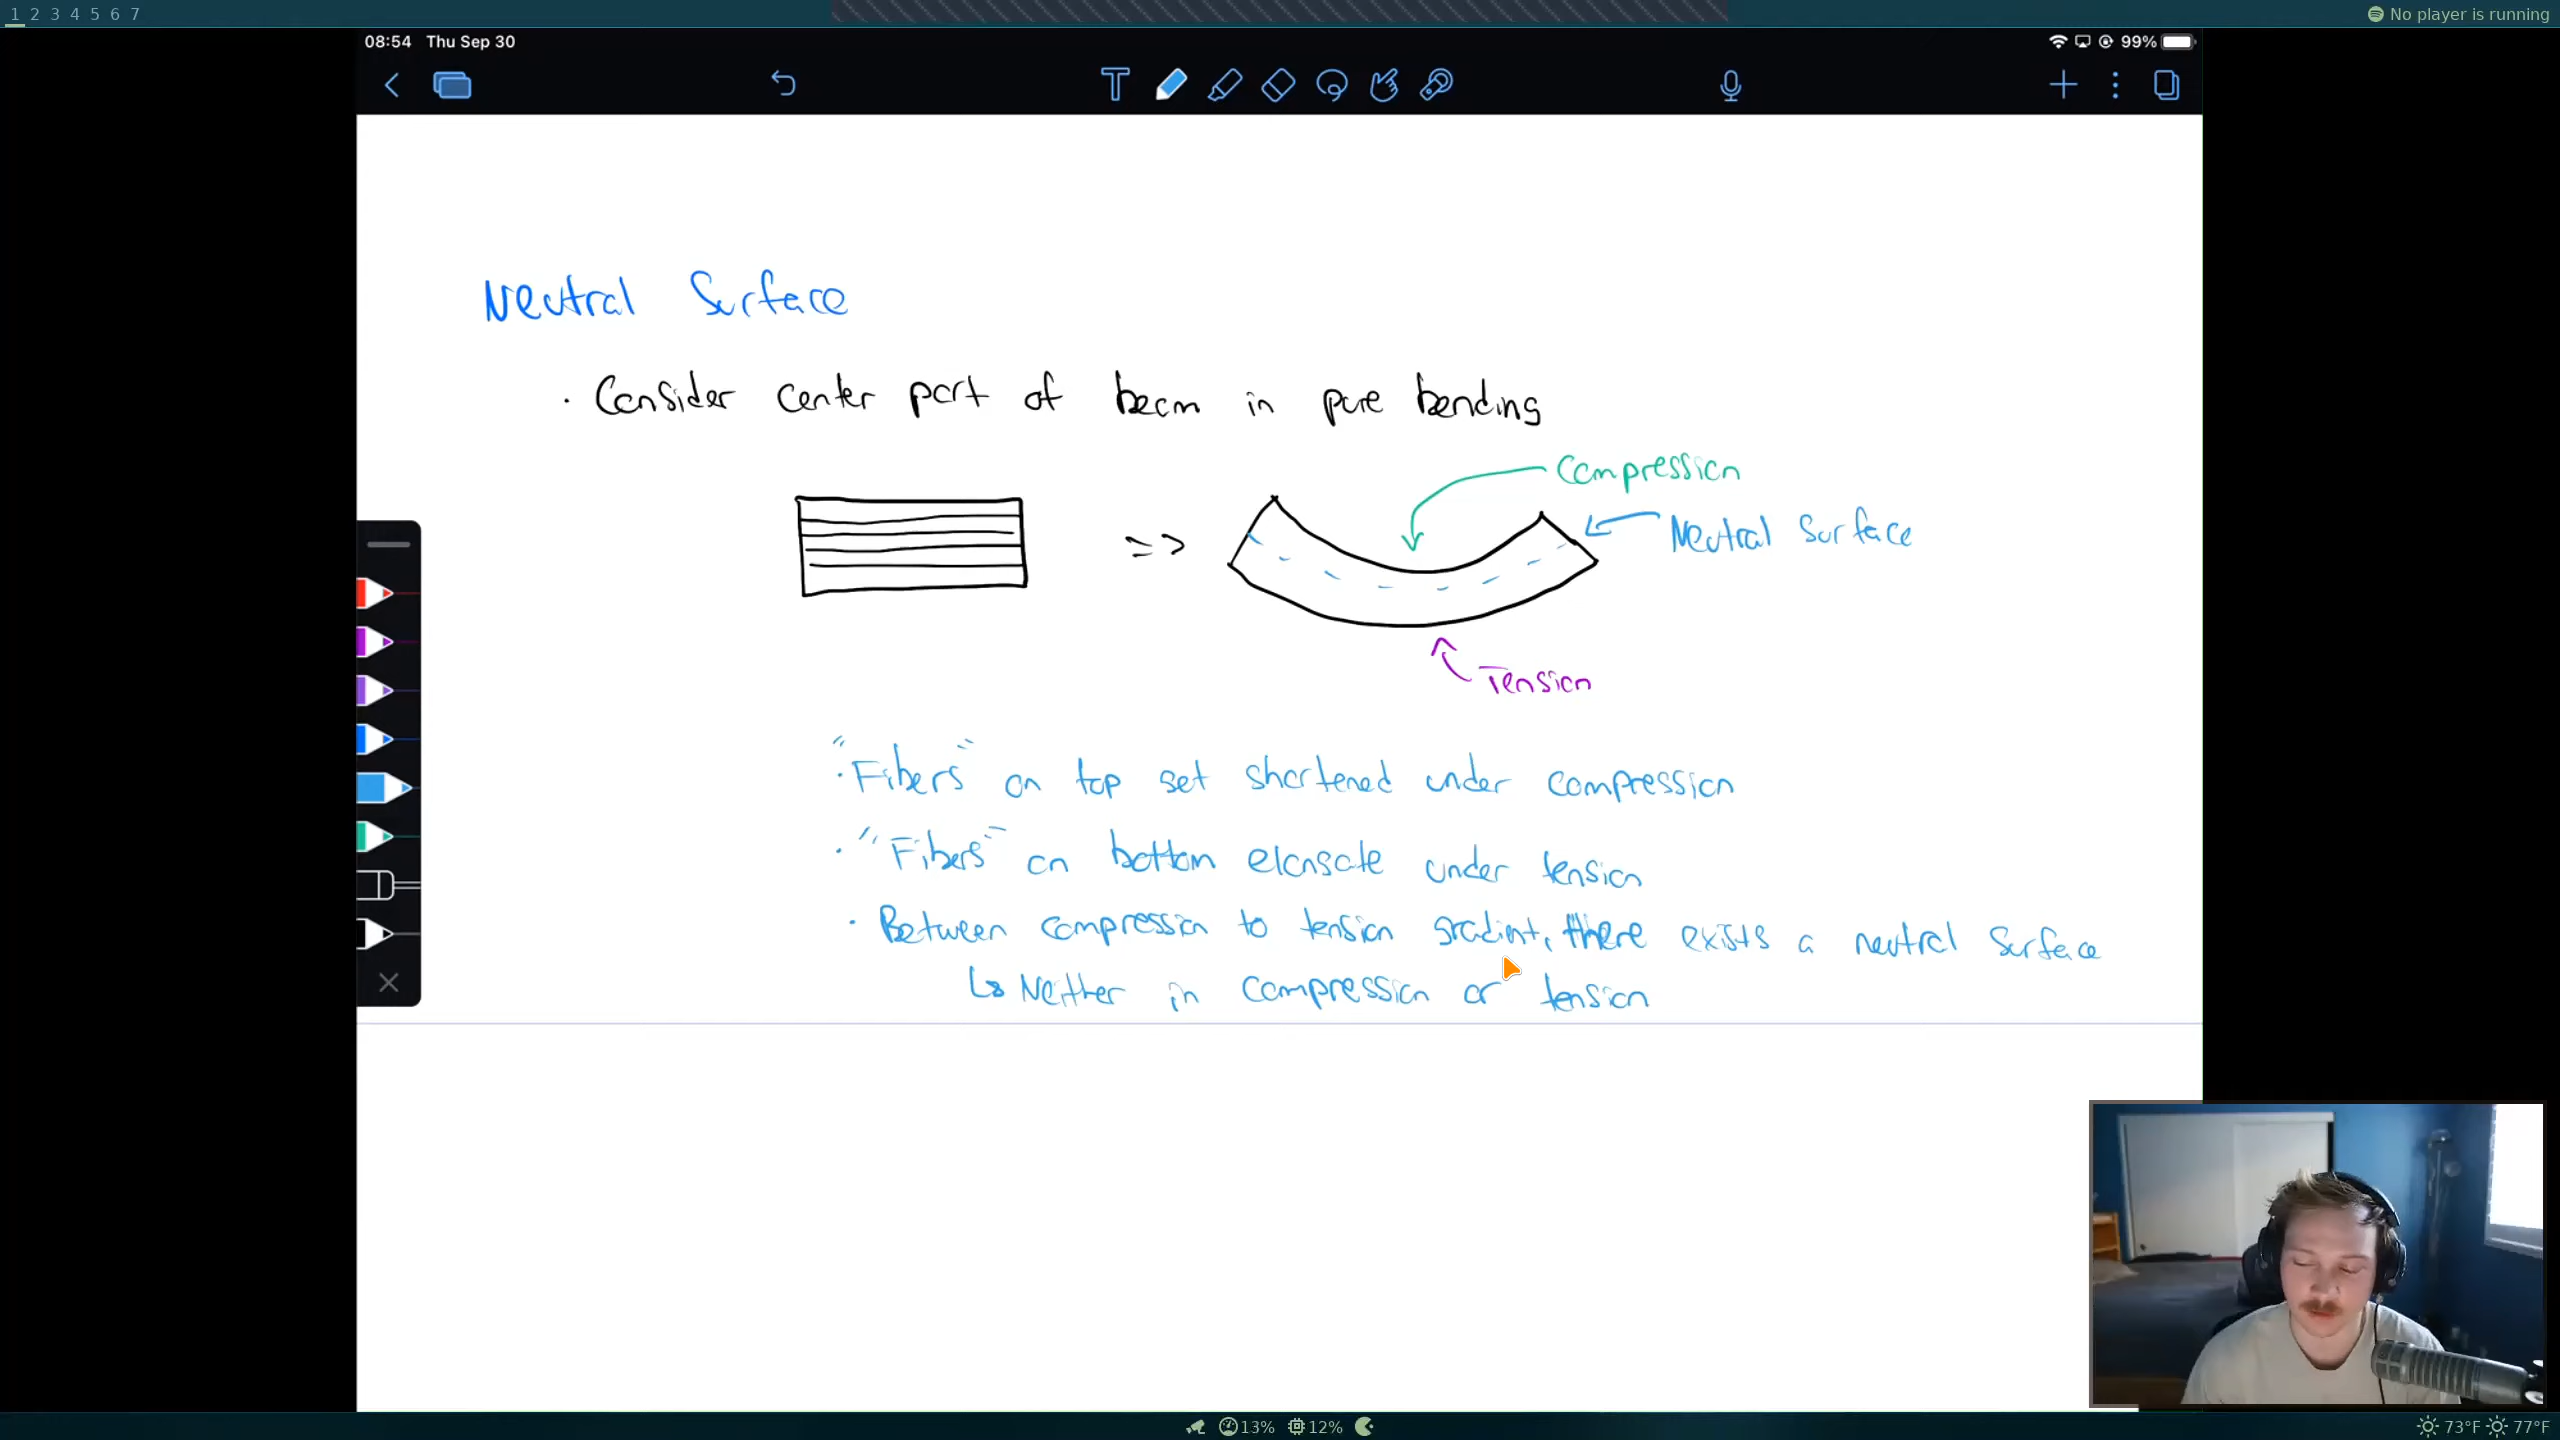 1 2 3 4 5 6 7
No player is running
08:54 Thu Sep 30
99%
Neutral Surface
· Consider center part of beam in pure bending
Compression
=>
Neutral Surface
Tension
· "Fibers" on top get shortened under compression
· "Fibers" on bottom elongate under tension
· Between compression to tension gradint, there exists a neutral surface
↳ Neither in compression or tension
13% 12%
73°F 77°F